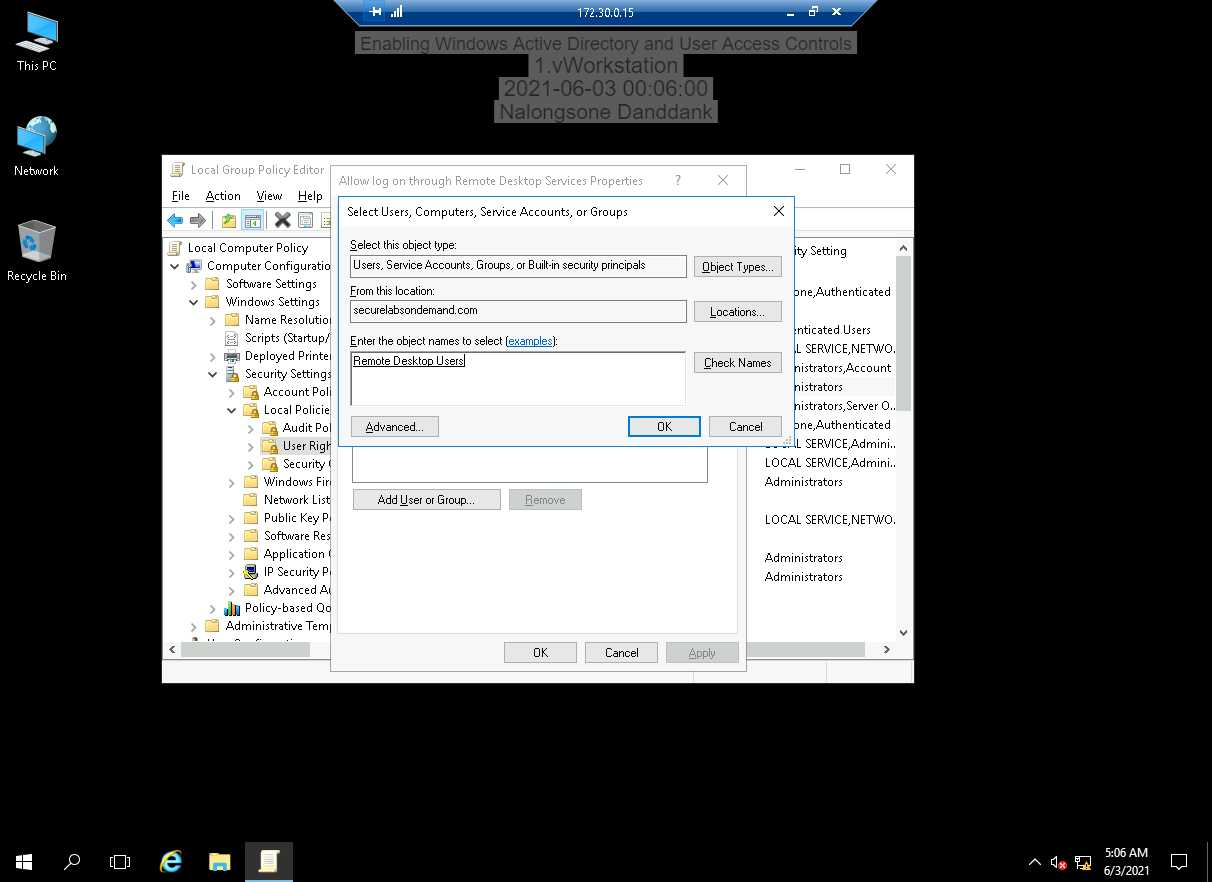 172.30.0.15
Enabling Windows Active Directory and User Access Controls
1.vWorkstation
2021-06-03 00:06:00
Nalongsone Danddank
This PC
Network
Recycle Bin
Local Group Policy Editor
File Action View Help
Local Computer Policy
Computer Configuratio
Software Settings
Windows Settings
Name Resolutio
Scripts (Startup/
Deployed Printe
Security Settings
Account Poli
Local Policie
Audit Pol
User Righ
Security
Windows Fir
Network List
Public Key P
Software Res
Application
IP Security P
Advanced Au
Policy-based Qo
Administrative Temp
Allow log on through Remote Desktop Services Properties
?
Select Users, Computers, Service Accounts, or Groups
Select this object type:
Users, Service Accounts, Groups, or Built-in security principals
Object Types...
From this location:
securelabsondemand.com
Locations...
Enter the object names to select (examples):
Remote Desktop Users
Check Names
Advanced...
OK
Cancel
Add User or Group...
Remove
OK
Cancel
Apply
ity Setting
one,Authenticated
enticated Users
AL SERVICE,NETWO..
nistrators,Account
nistrators
nistrators,Server O...
one,Authenticated
LOCAL SERVICE,Admini...
LOCAL SERVICE,Admini...
Administrators
LOCAL SERVICE,NETWO...
Administrators
Administrators
5:06 AM
6/3/2021